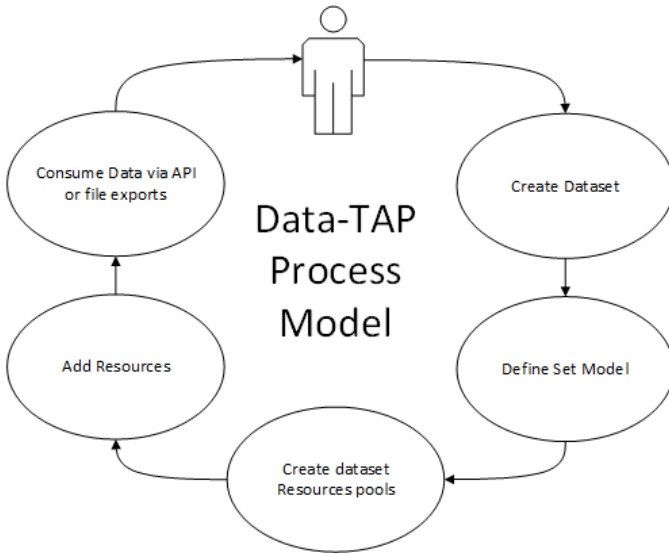 Data-TAP
Process
Model
Create Dataset
Define Set Model
Create dataset
Resources pools
Add Resources
Consume Data via API
or file exports